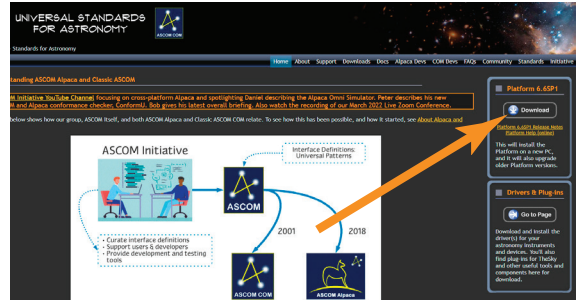 UNIVERSAL STANDARDS
FOR ASTRONOMY
ASCOM.COM
Standards for Astronomy
Home About Support Downloads Docs Alpaca Devs COM Devs FAQs Community Standards Initiative
tanding ASCOM Alpaca and Classic ASCOM
M Initiative YouTube Channel focusing on cross-platform Alpaca and spotlighting Daniel describing the Alpaca Omni Simulator. Peter describes his new
M and Alpaca conformance checker, ConformU. Bob gives his latest overall briefing. Also watch the recording of our March 2022 Live Zoom Conference.
below shows how our group, ASCOM itself, and both ASCOM Alpaca and Classic ASCOM COM relate. To see how this has been possible, and how it started, see About Alpaca and
ASCOM Initiative
Interface Definitions:
Universal Patterns
ASCOM
• Curate interface definitions
• Support users & developers
• Provide development and testing
tools
2001
2018
ASCOM COM
ASCOM Alpaca
Platform 6.6SP1
Download
Platform 6.6SP1 Release Notes
Platform Help (online)
This will install the
Platform on a new PC,
and it will also upgrade
older Platform versions.
Drivers & Plug-ins
Go to Page
Download and install the
driver(s) for your
astronomy instruments
and devices. You'll also
find plug-ins for TheSky
and other useful tools and
components here for
download.